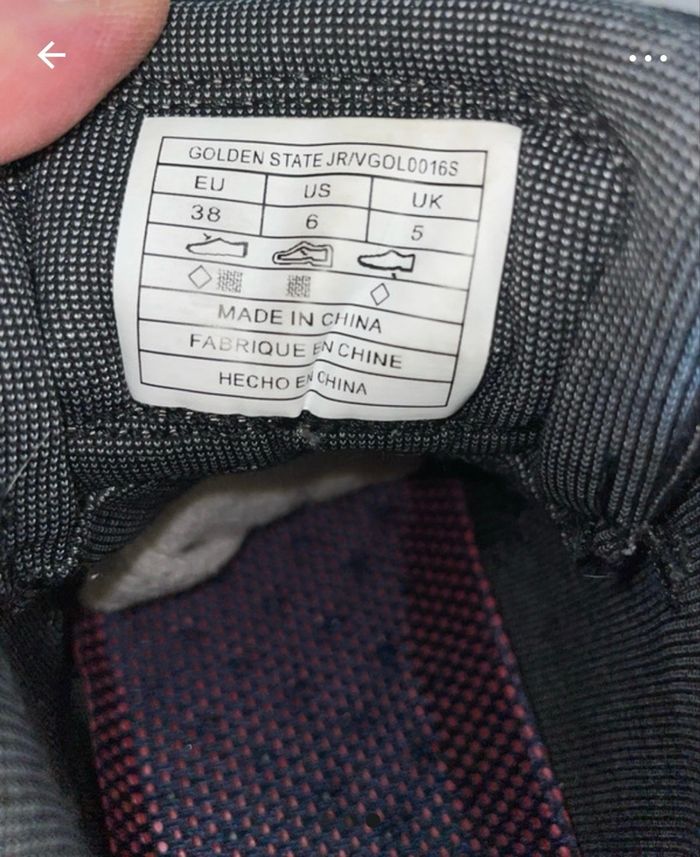 GOLDEN STATE JR/VGOL0016S
EU US UK
38 6 5
MADE IN CHINA
FABRIQUE EN CHINE
HECHO EN CHINA